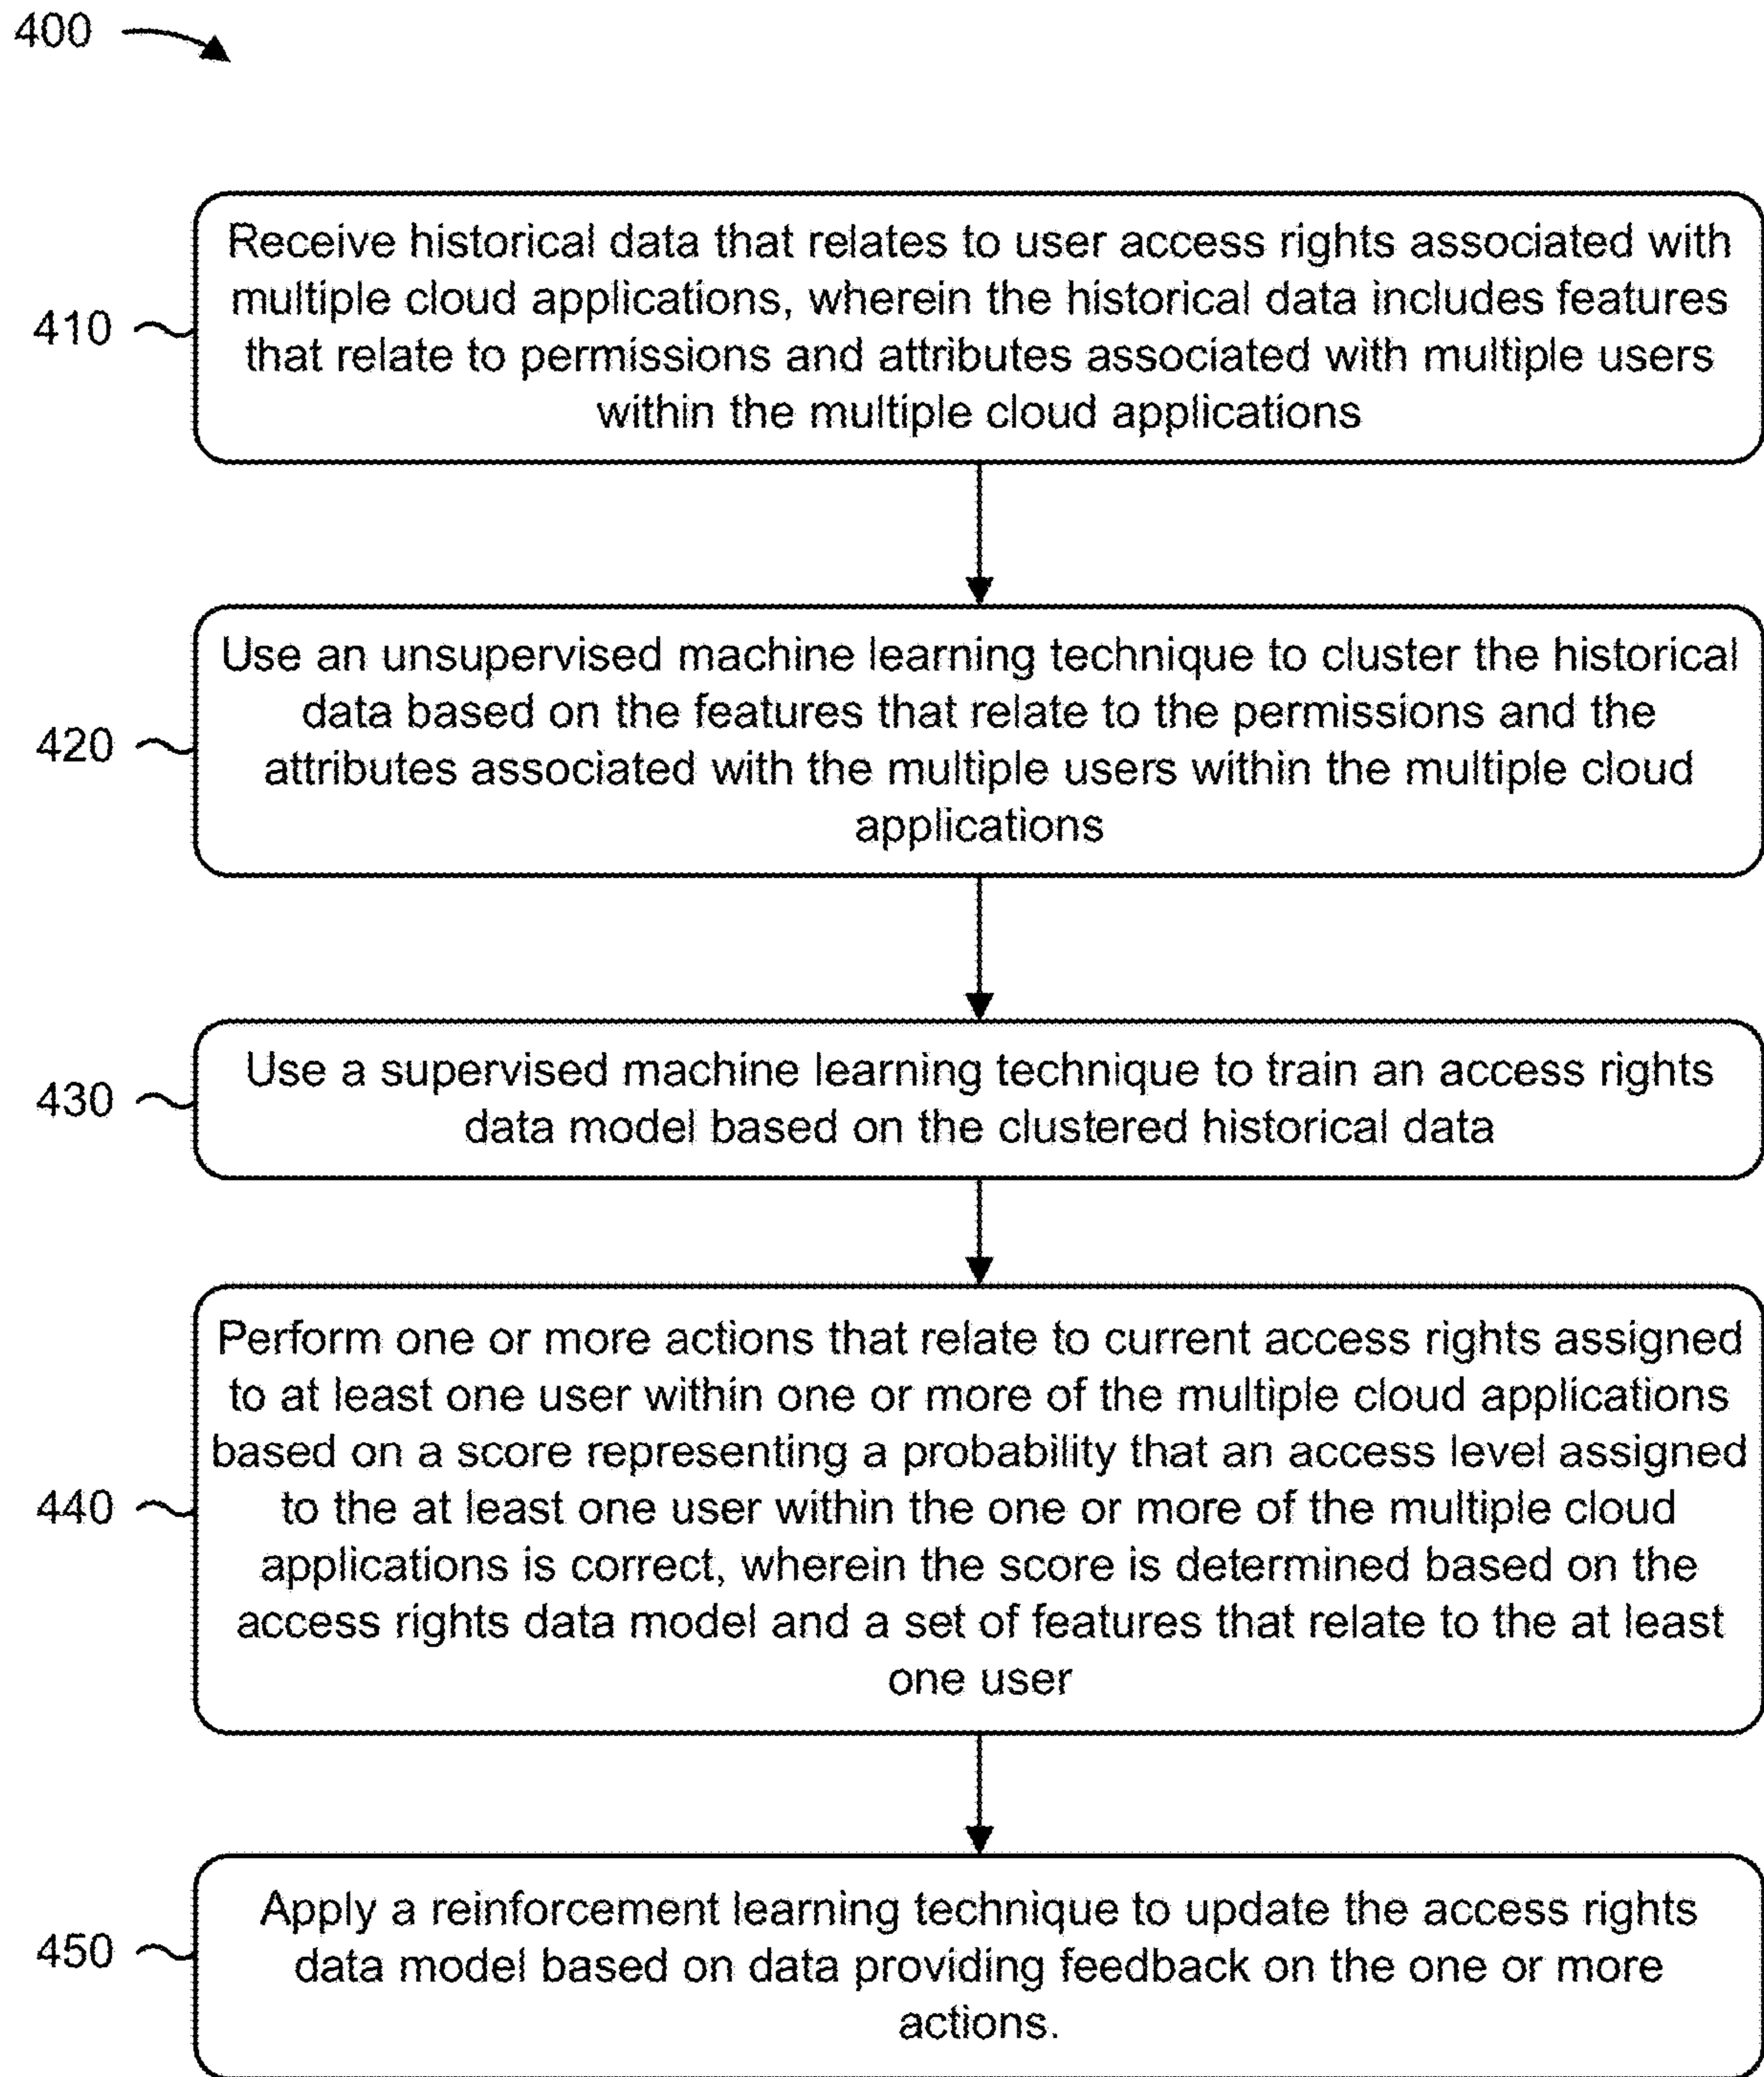 400
410
Receive historical data that relates to user access rights associated with
multiple cloud applications, wherein the historical data includes features
that relate to permissions and attributes associated with multiple users
within the multiple cloud applications
420
Use an unsupervised machine learning technique to cluster the historical
data based on the features that relate to the permissions and the
attributes associated with the multiple users within the multiple cloud
applications
430
Use a supervised machine learning technique to train an access rights
data model based on the clustered historical data
440
Perform one or more actions that relate to current access rights assigned
to at least one user within one or more of the multiple cloud applications
based on a score representing a probability that an access level assigned
to the at least one user within the one or more of the multiple cloud
applications is correct, wherein the score is determined based on the
access rights data model and a set of features that relate to the at least
one user
450
Apply a reinforcement learning technique to update the access rights
data model based on data providing feedback on the one or more
actions.